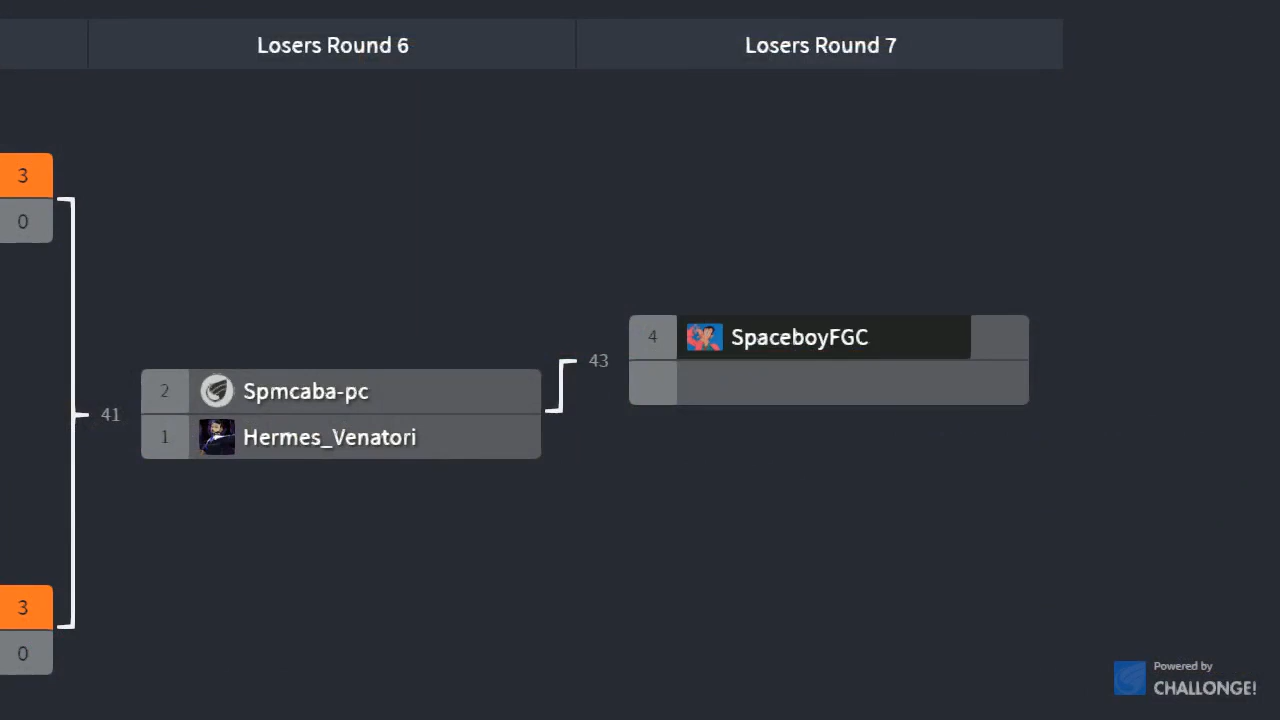 Losers Round 6
Losers Round 7
3
0
4 SpaceboyFGC
43
2 Spmcaba-pc
41
1 Hermes_Venatori
3
0
Powered by
CHALLONGE!